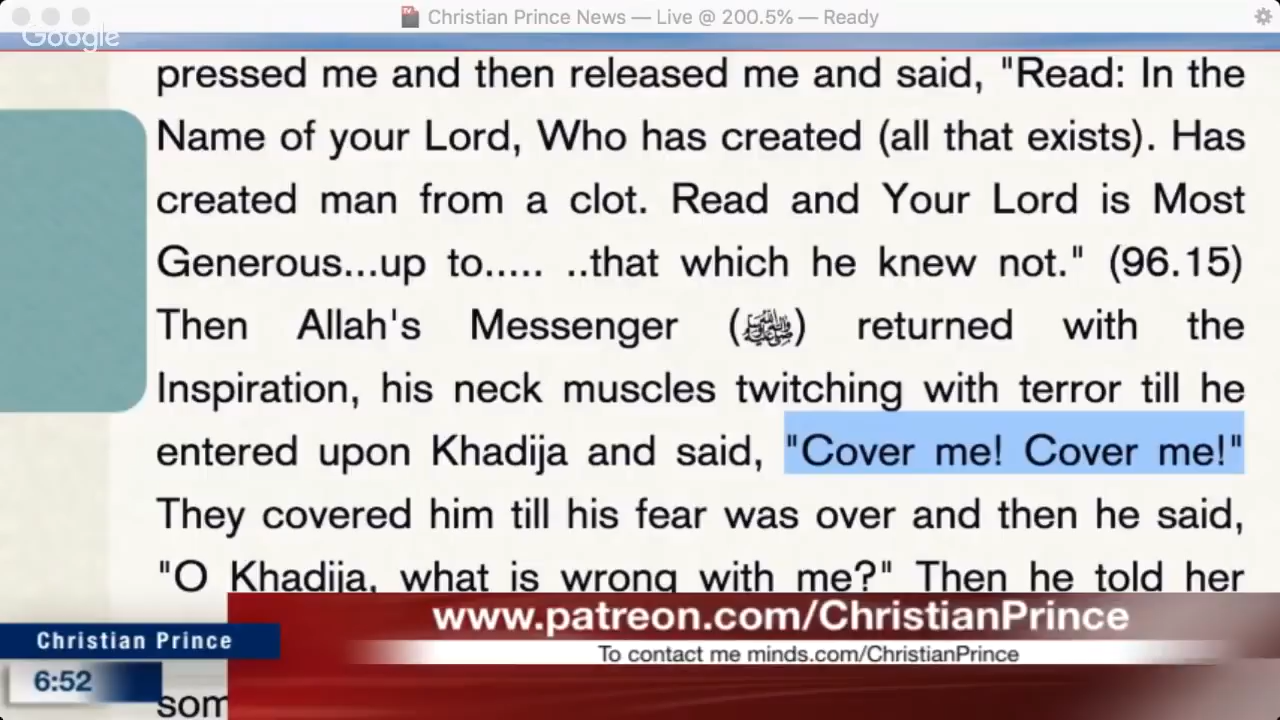 Christian Prince News — Live @ 200.5% — Ready
Google
pressed me and then released me and said, "Read: In the
Name of your Lord, Who has created (all that exists). Has
created man from a clot. Read and Your Lord is Most
Generous...up to..... ..that which he knew not." (96.15)
Then Allah's Messenger (ﷺ) returned with the
Inspiration, his neck muscles twitching with terror till he
entered upon Khadija and said, "Cover me! Cover me!"
They covered him till his fear was over and then he said,
"O Khadija, what is wrong with me?" Then he told her
www.patreon.com/ChristianPrince
Christian Prince
To contact me minds.com/ChristianPrince
6:52
som